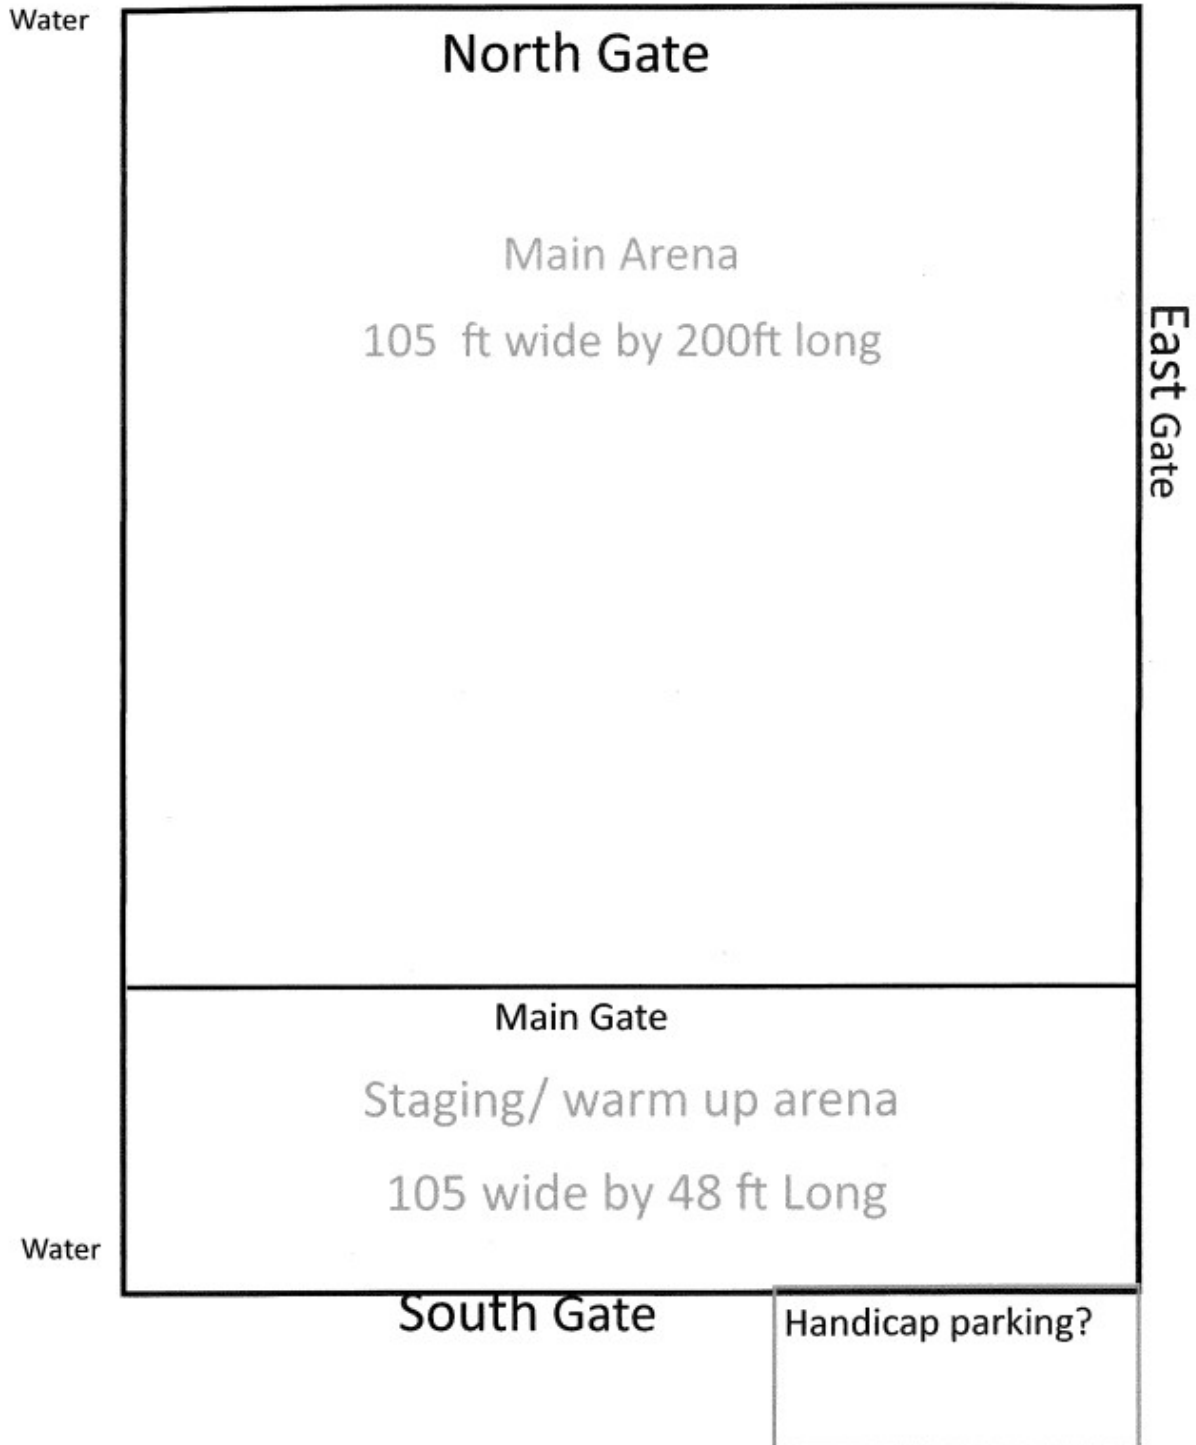 Water
North Gate
Main Arena
105 ft wide by 200ft long
East Gate
Main Gate
Staging/ warm up arena
105 wide by 48 ft Long
Water
South Gate
Handicap parking?